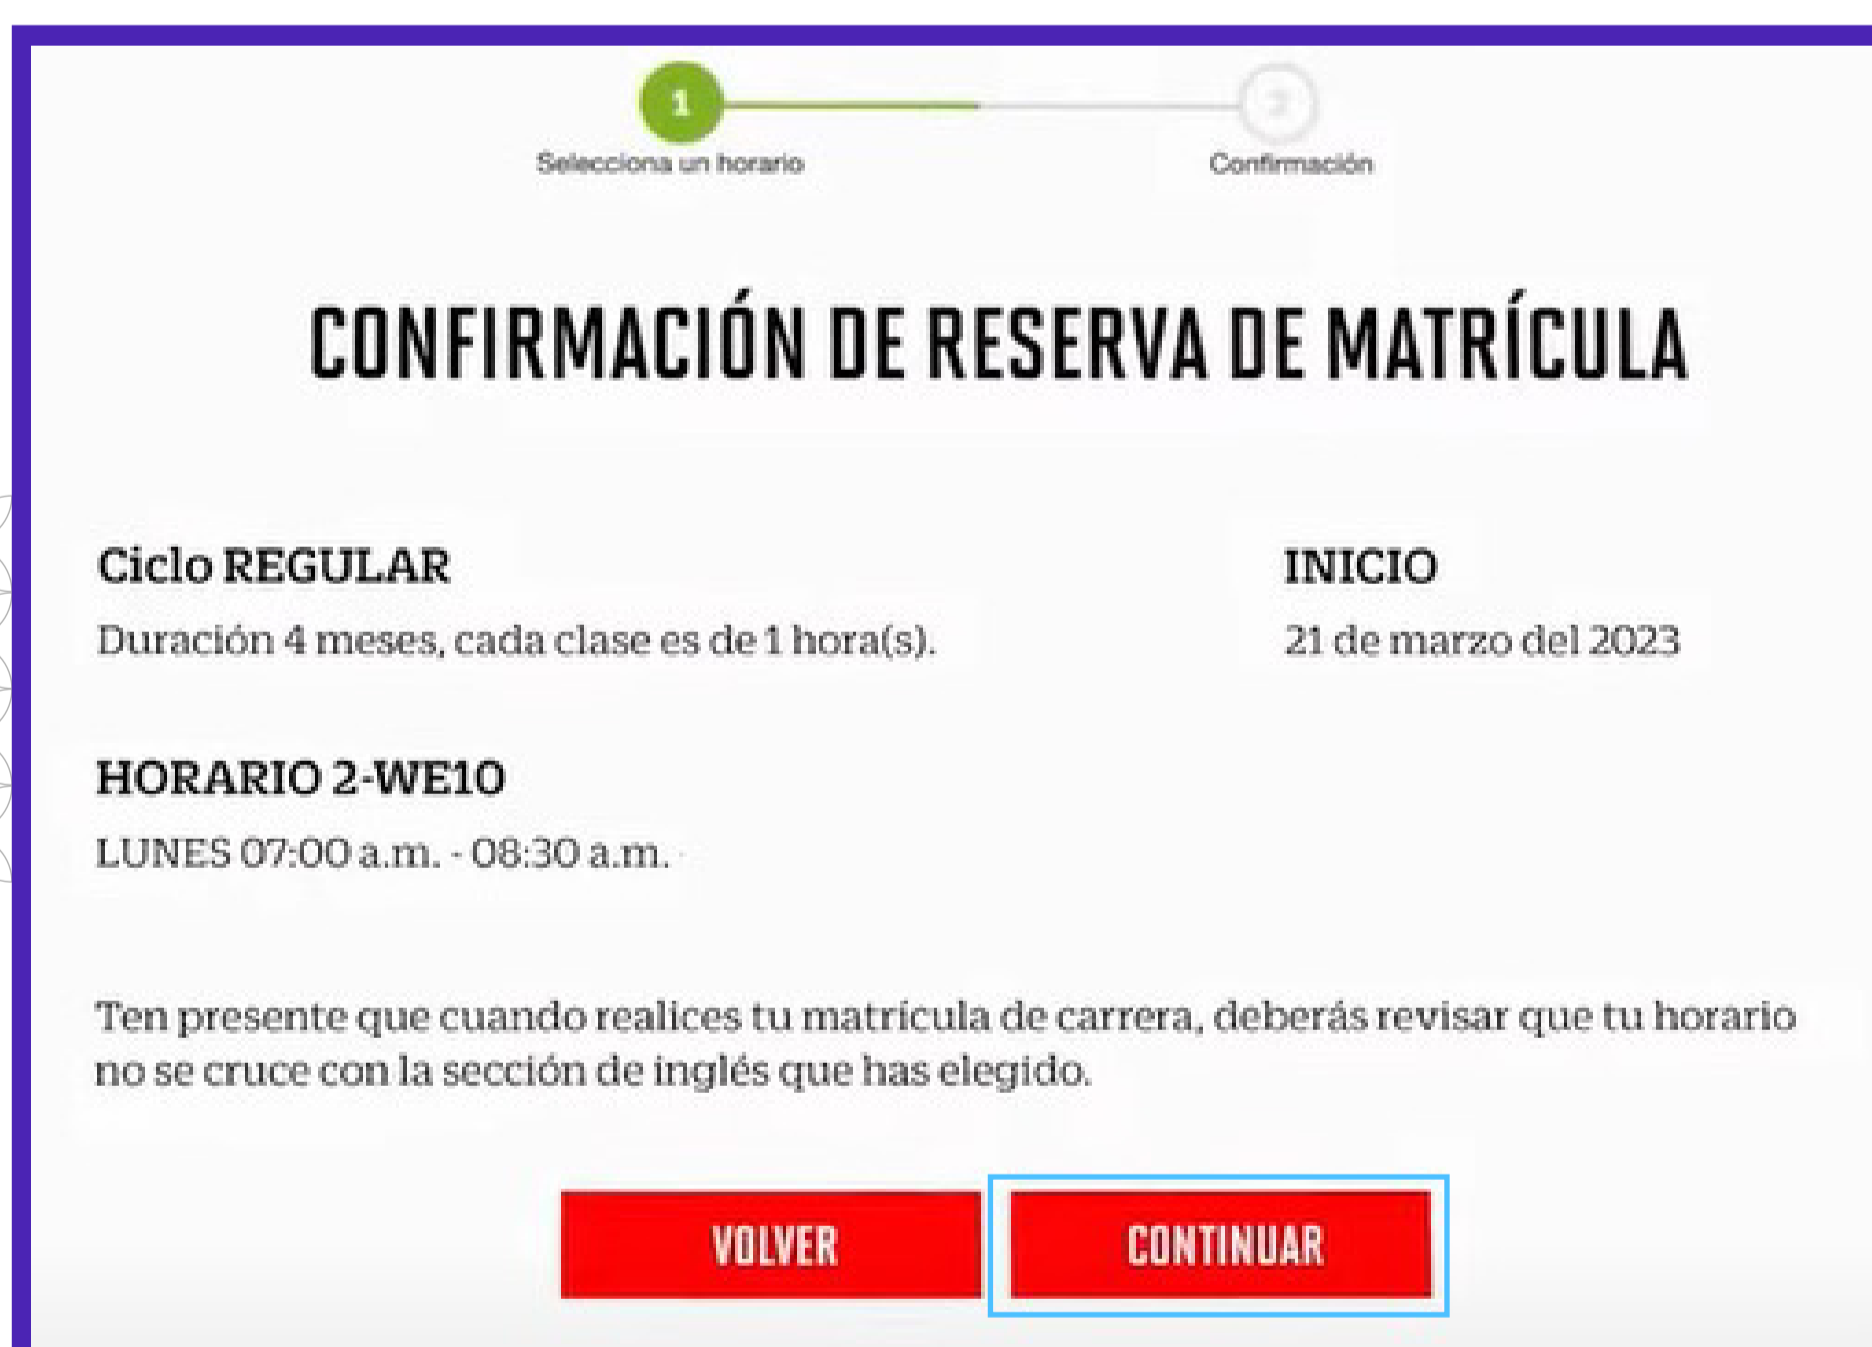 1
2
Selecciona un horario
Confirmación
CONFIRMACIÓN DE RESERVA DE MATRÍCULA
Ciclo REGULAR
INICIO
Duración 4 meses, cada clase es de 1 hora(s).
21 de marzo del 2023
HORARIO 2-WE10
LUNES 07:00 a.m. - 08:30 a.m.
Ten presente que cuando realices tu matrícula de carrera, deberás revisar que tu horario
no se cruce con la sección de inglés que has elegido.
VOLVER
CONTINUAR